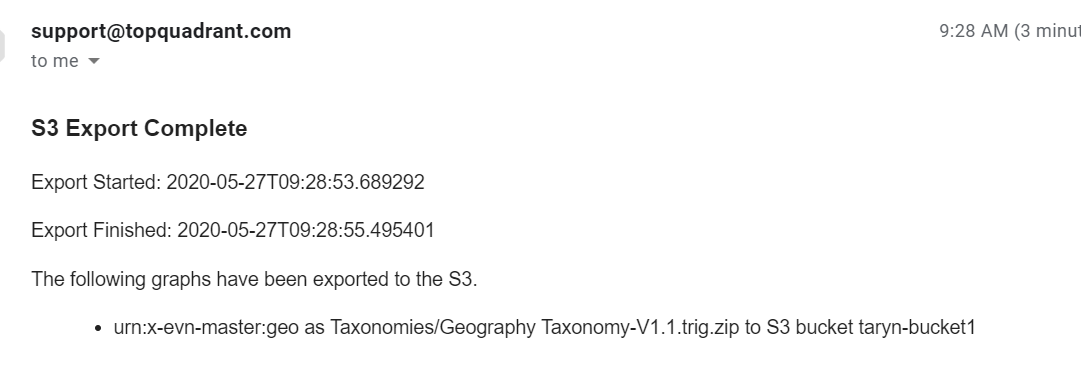 support@topquadrant.com 9:28 AM (3 minut
to me
S3 Export Complete
Export Started: 2020-05-27T09:28:53.689292
Export Finished: 2020-05-27T09:28:55.495401
The following graphs have been exported to the S3.
• urn:x-evn-master:geo as Taxonomies/Geography Taxonomy-V1.1.trig.zip to S3 bucket taryn-bucket1